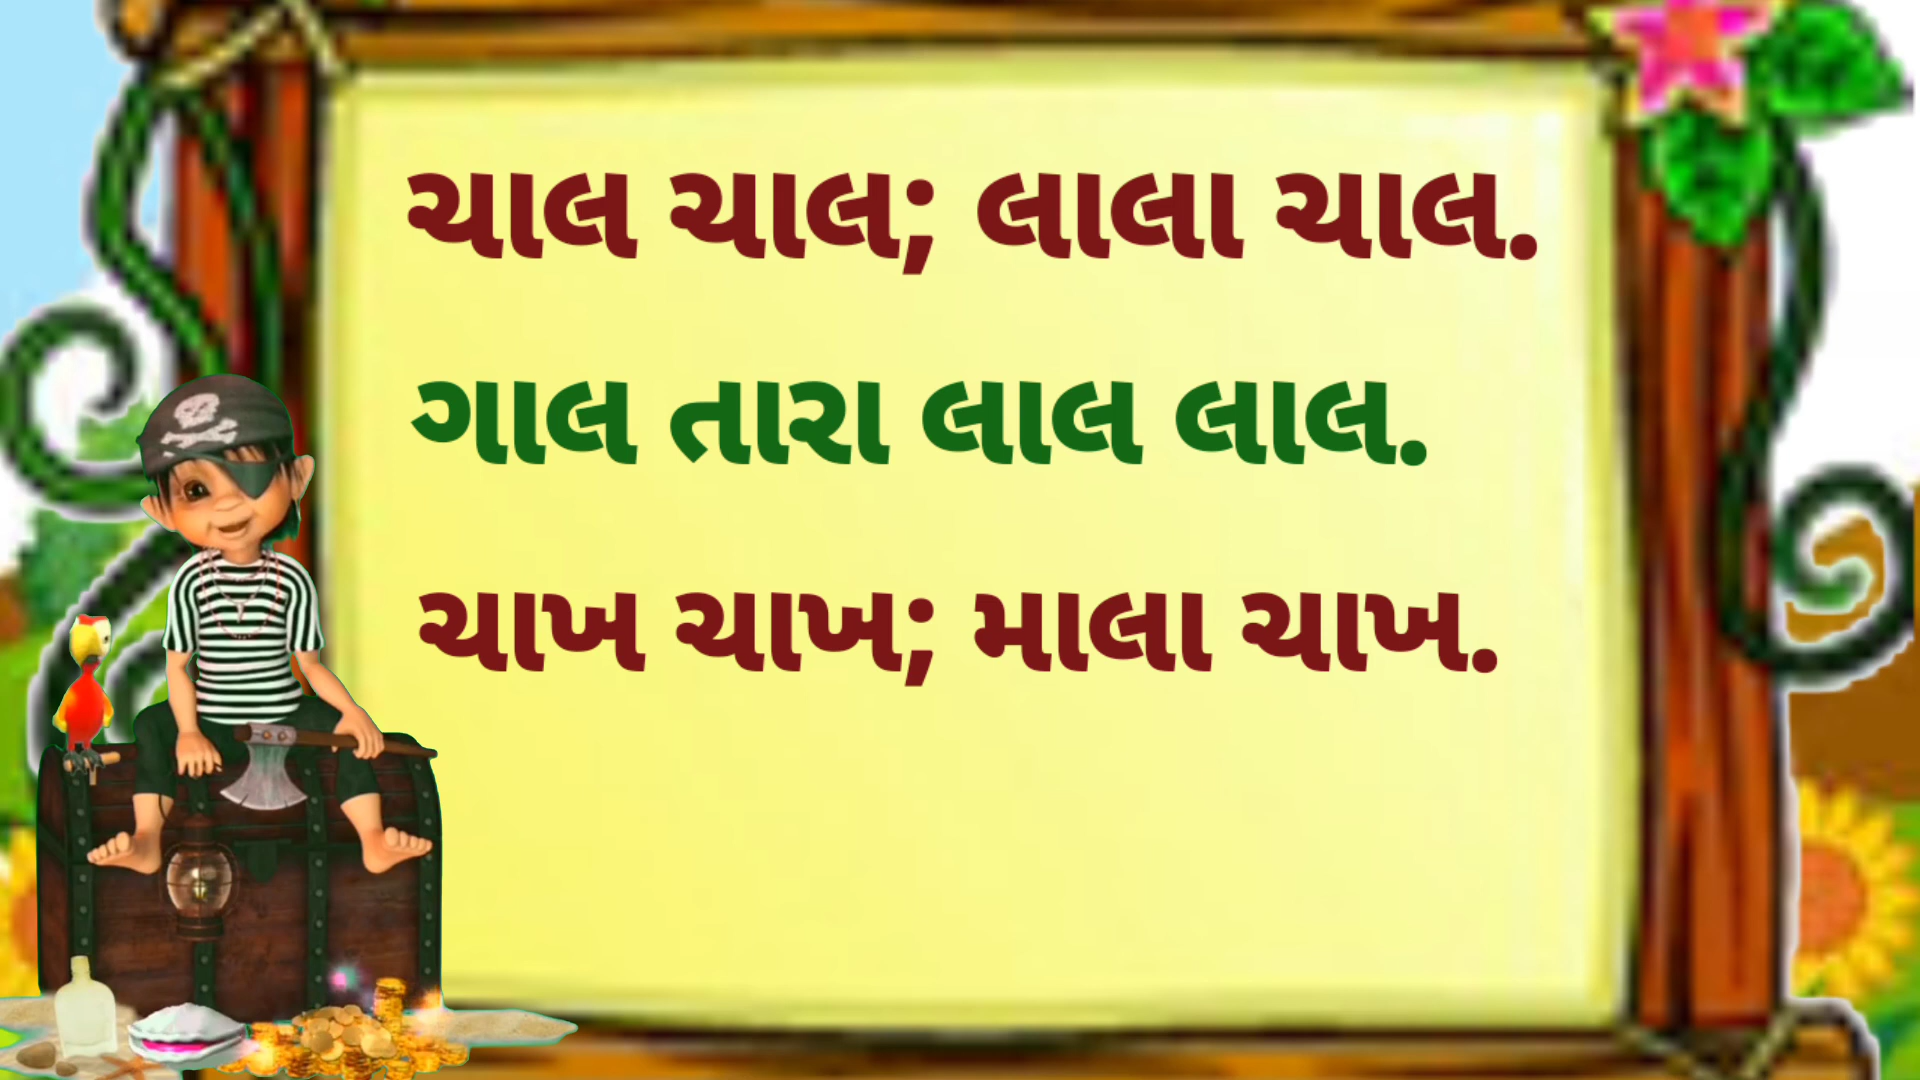 ચાલ ચાલ; લાલા ચાલ.
ગાલ તારા લાલ લાલ.
ચાખ ચાખ; માલા ચાખ.